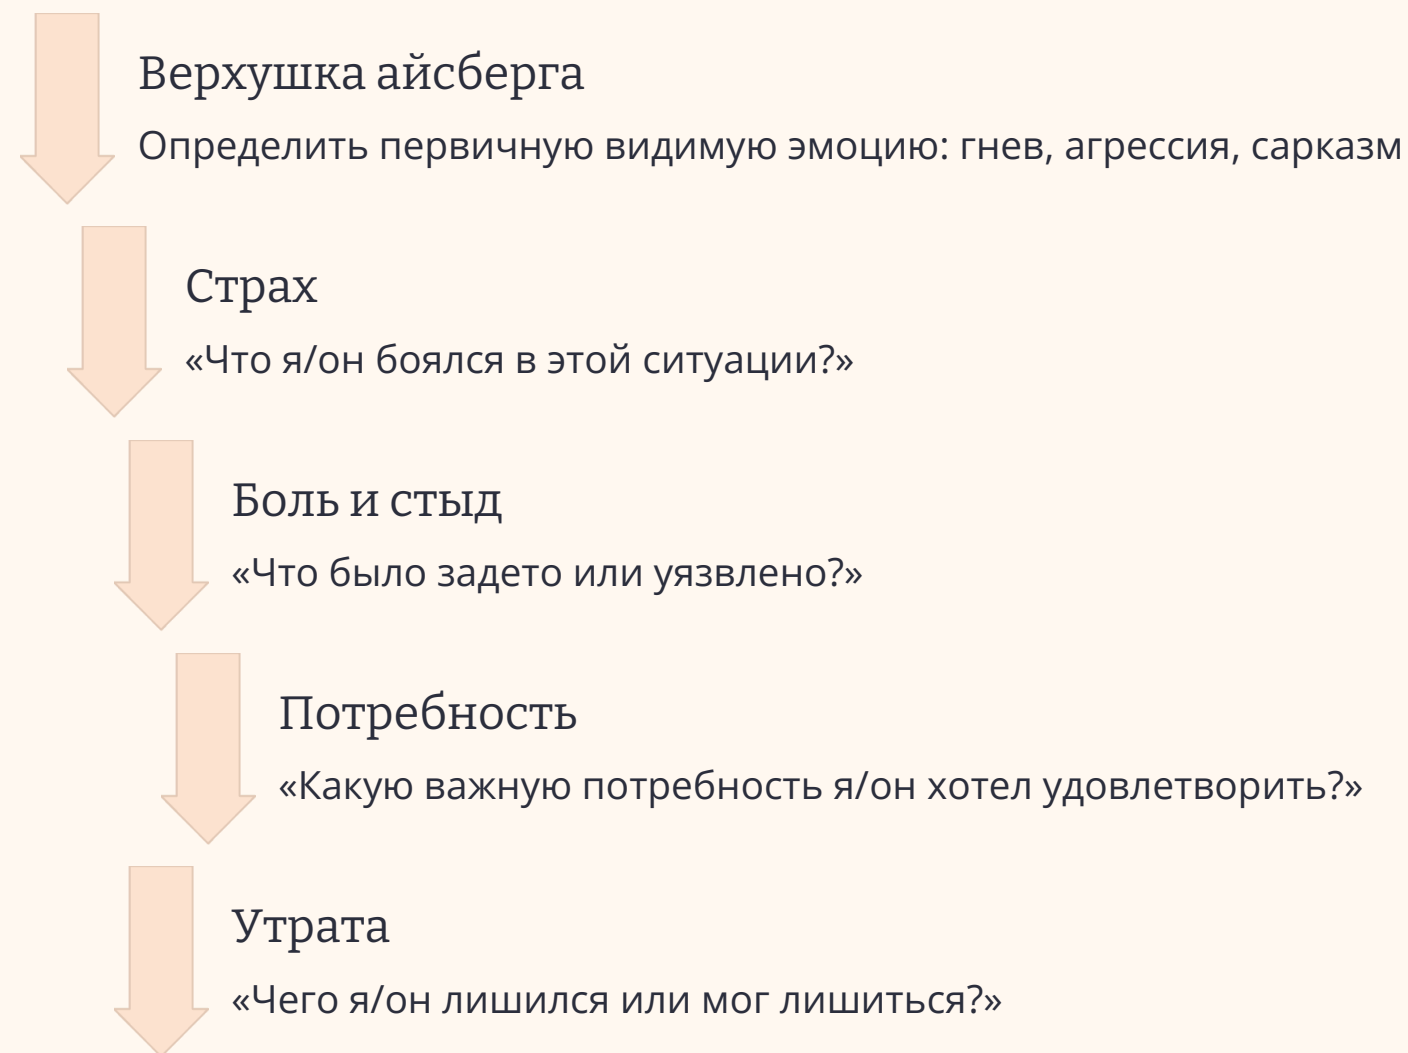 Верхушка айсберга
Определить первичную видимую эмоцию: гнев, агрессия, сарказм
Страх
«Что я/он боялся в этой ситуации?»
Боль и стыд
«Что было задето или уязвлено?»
Потребность
«Какую важную потребность я/он хотел удовлетворить?»
Утрата
«Чего я/он лишился или мог лишиться?»